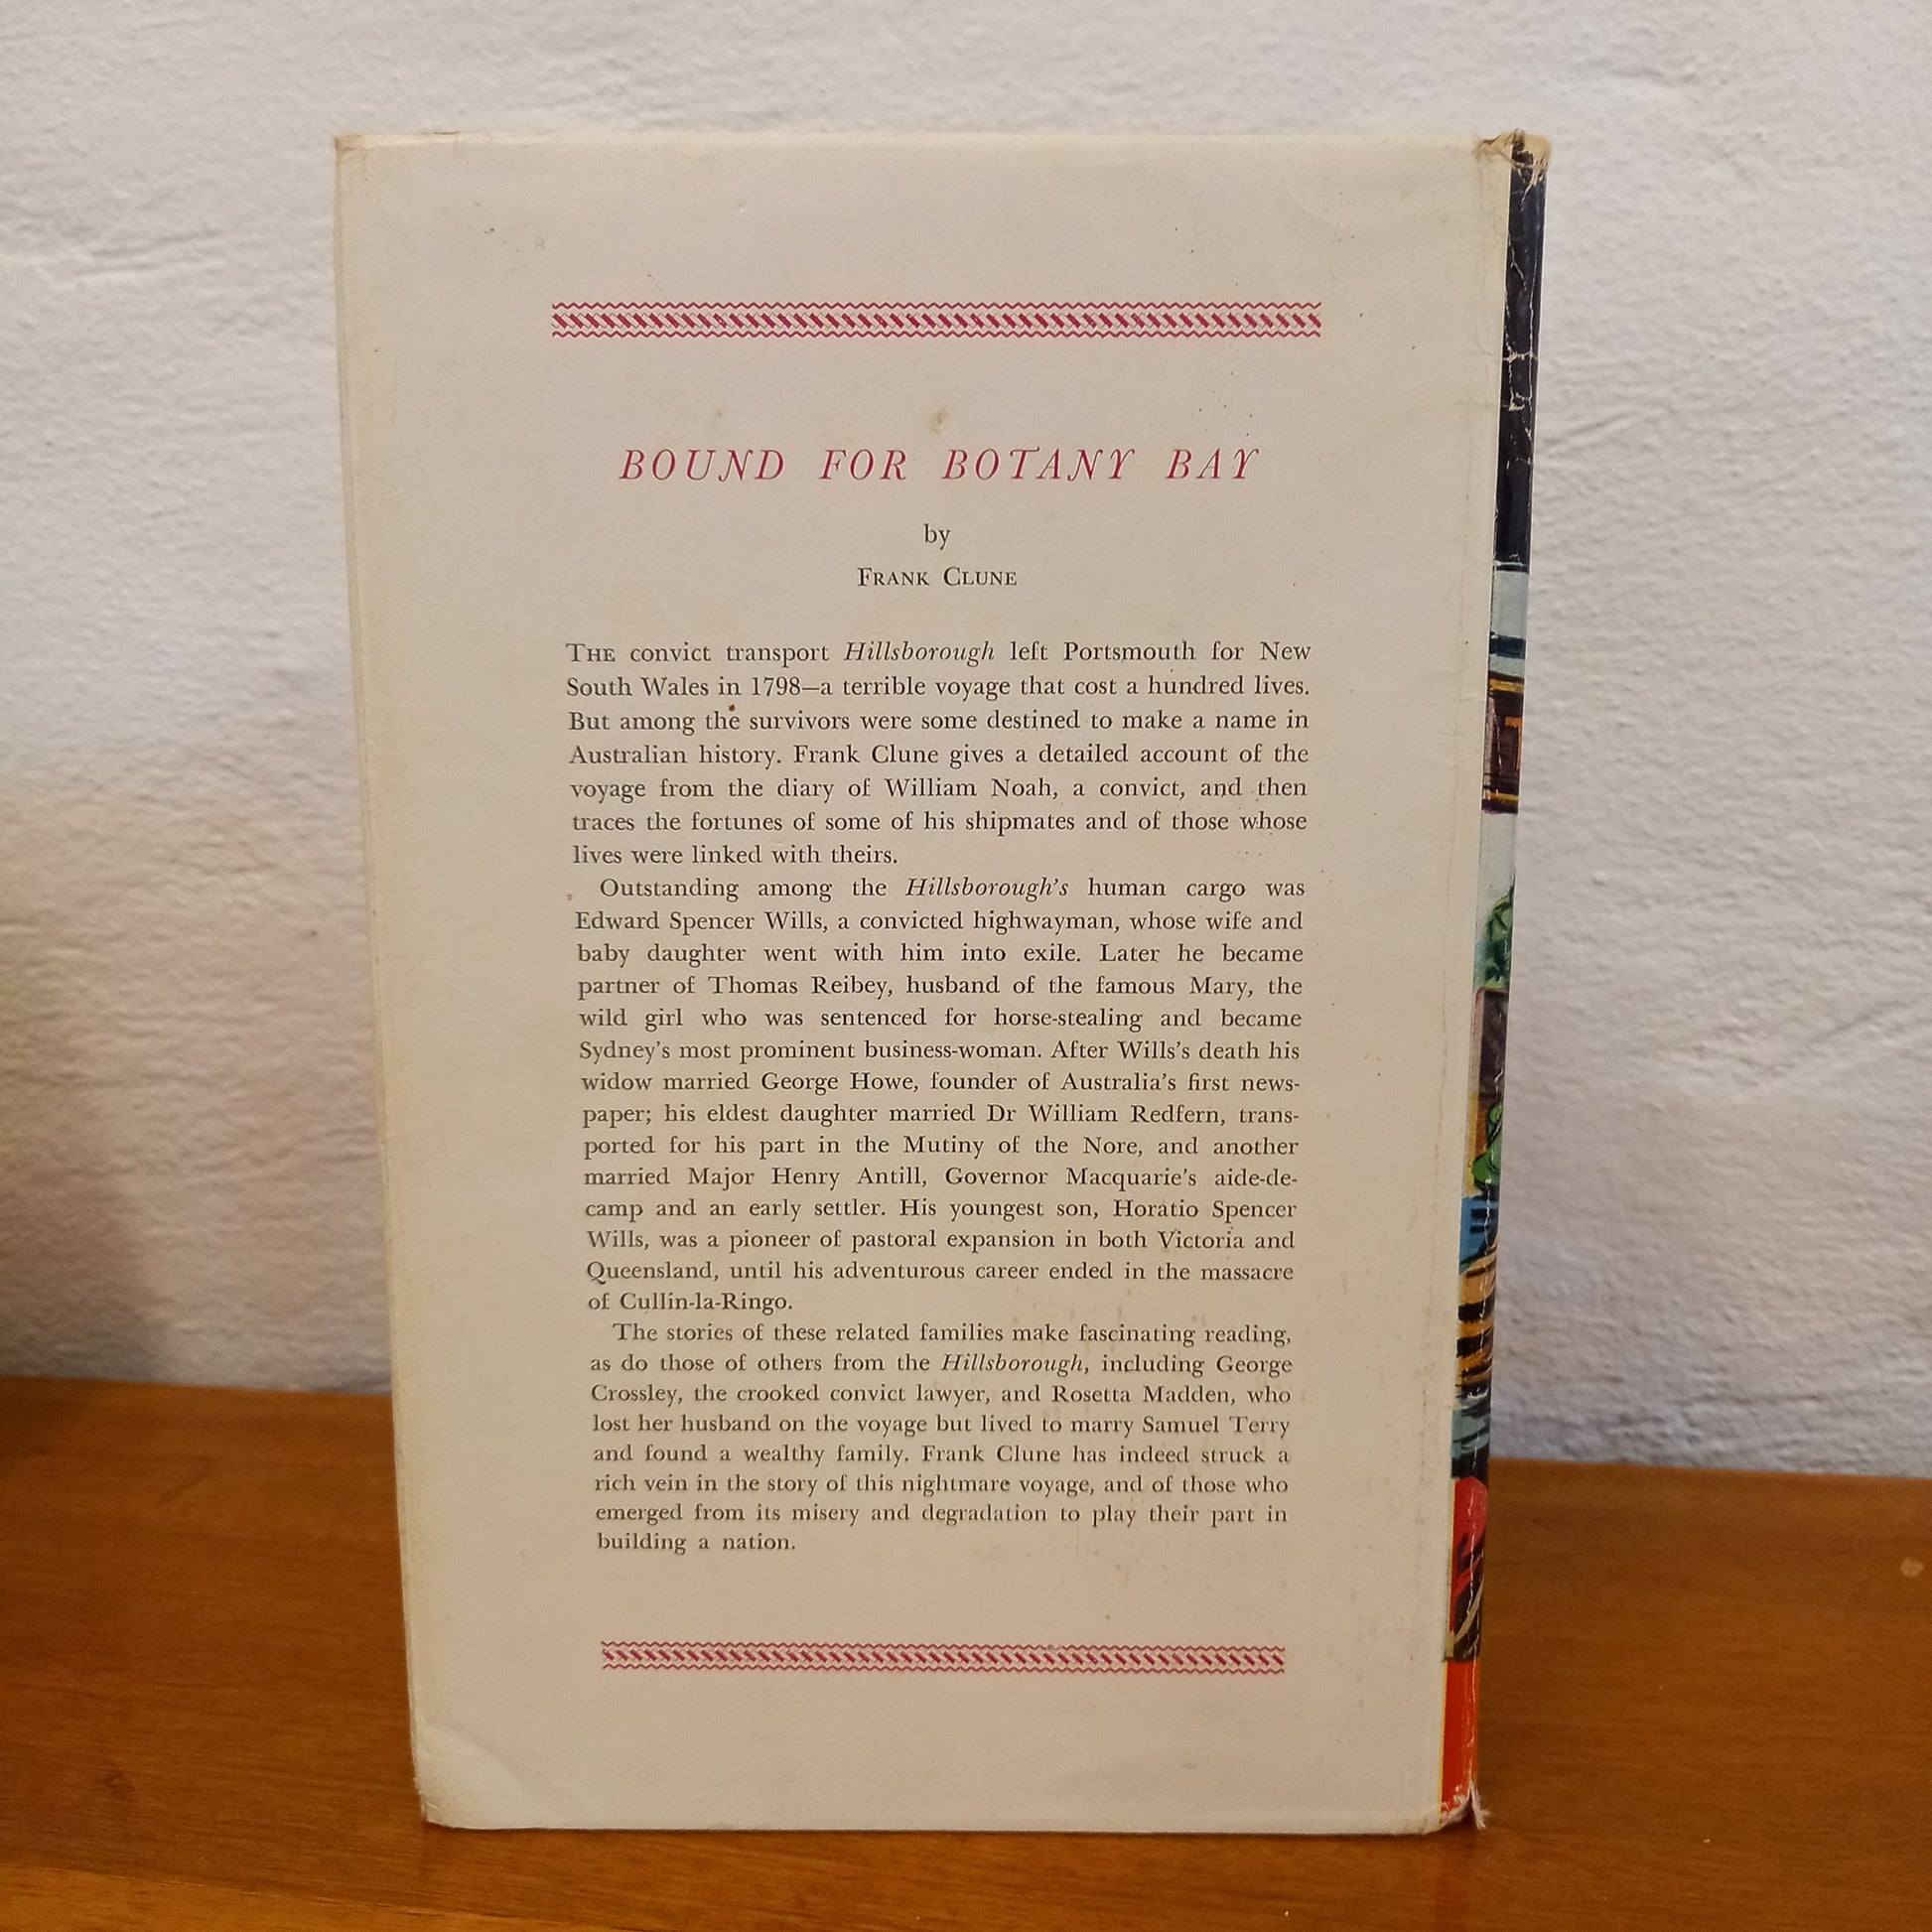 BOUND FOR BOTANY BAY
by
FRANK CLUNE
THE convict transport Hillsborough left Portsmouth for New
South Wales in 1798—a terrible voyage that cost a hundred lives.
But among the survivors were some destined to make a name in
Australian history. Frank Clune gives a detailed account of the
voyage from the diary of William Noah, a convict, and then
traces the fortunes of some of his shipmates and of those whose
lives were linked with theirs.
Outstanding among the Hillsborough's human cargo was
Edward Spencer Wills, a convicted highwayman, whose wife and
baby daughter went with him into exile. Later he became
partner of Thomas Reibey, husband of the famous Mary, the
wild girl who was sentenced for horse-stealing and became
Sydney's most prominent business-woman. After Wills's death his
widow married George Howe, founder of Australia's first news-
paper; his eldest daughter married Dr William Redfern, trans-
ported for his part in the Mutiny of the Nore, and another
married Major Henry Antill, Governor Macquarie's aide-de-
camp and an early settler. His youngest son, Horatio Spencer
Wills, was a pioneer of pastoral expansion in both Victoria and
Queensland, until his adventurous career ended in the massacre
of Cullin-la-Ringo.
The stories of these related families make fascinating reading,
as do those of others from the Hillsborough, including George
Crossley, the crooked convict lawyer, and Rosetta Madden, who
lost her husband on the voyage but lived to marry Samuel Terry
and found a wealthy family. Frank Clune has indeed struck a
rich vein in the story of this nightmare voyage, and of those who
emerged from its misery and degradation to play their part in
building a nation.